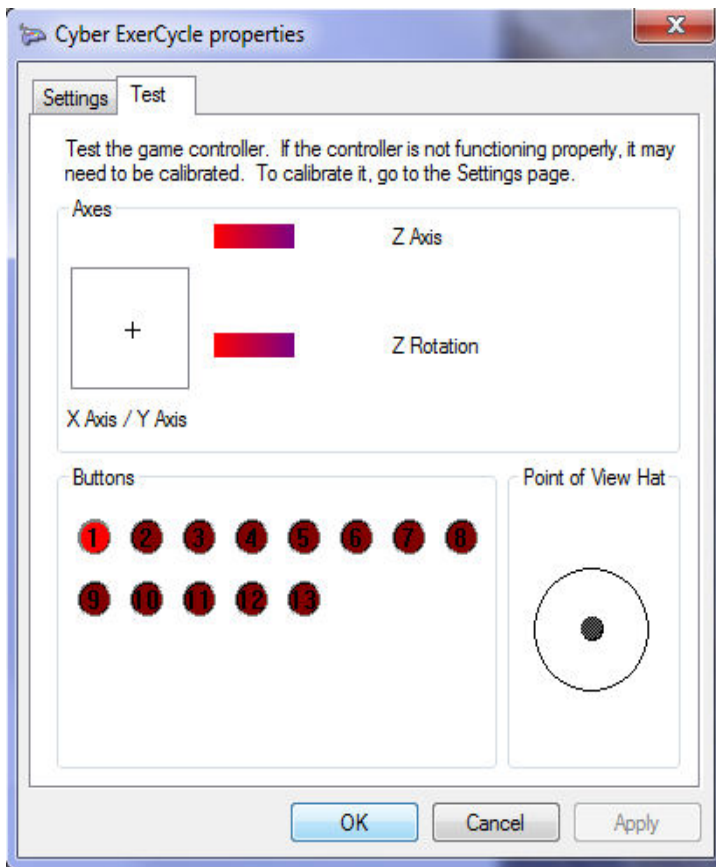 Cyber ExerCycle properties
X
Settings
Test
Test the game controller. If the controller is not functioning properly, it may
need to be calibrated. To calibrate it, go to the Settings page.
Axes
Z Axis
Z Rotation
X Axis / Y Axis
Buttons
1 2 3 4 5 6 7 8
9 10 11 12 13
Point of View Hat
OK
Cancel
Apply